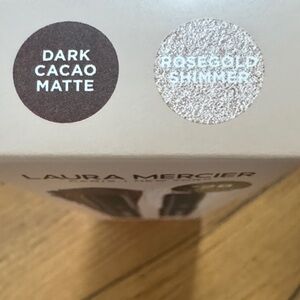 DARK
CACAO
MATTE
ROSEGOLD
SHIMMER
LAURA MERCIER